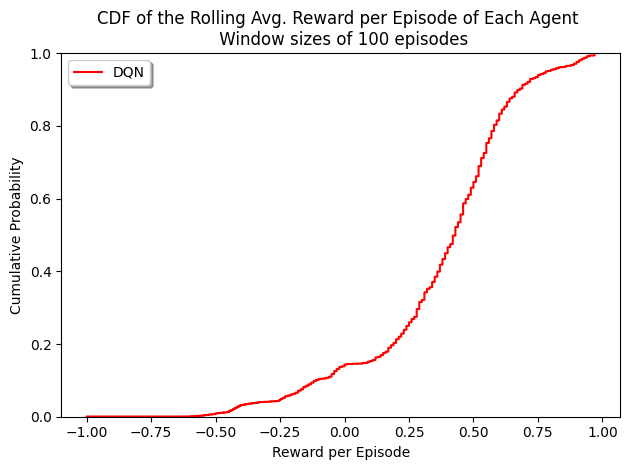 CDF of the Rolling Avg. Reward per Episode of Each Agent
Window sizes of 100 episodes
DQN
Cumulative Probability
1.0
0.8
0.6
0.4
0.2
0.0
−1.00 −0.75 −0.50 −0.25 0.00 0.25 0.50 0.75 1.00
Reward per Episode